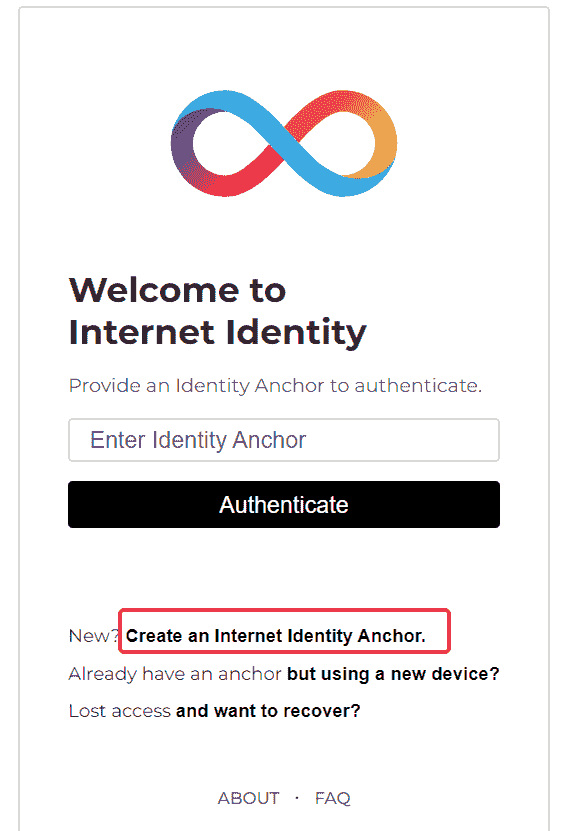 Welcome to
Internet Identity
Provide an Identity Anchor to authenticate.
Enter Identity Anchor
Authenticate
New? Create an Internet Identity Anchor.
Already have an anchor but using a new device?
Lost access and want to recover?
ABOUT · FAQ